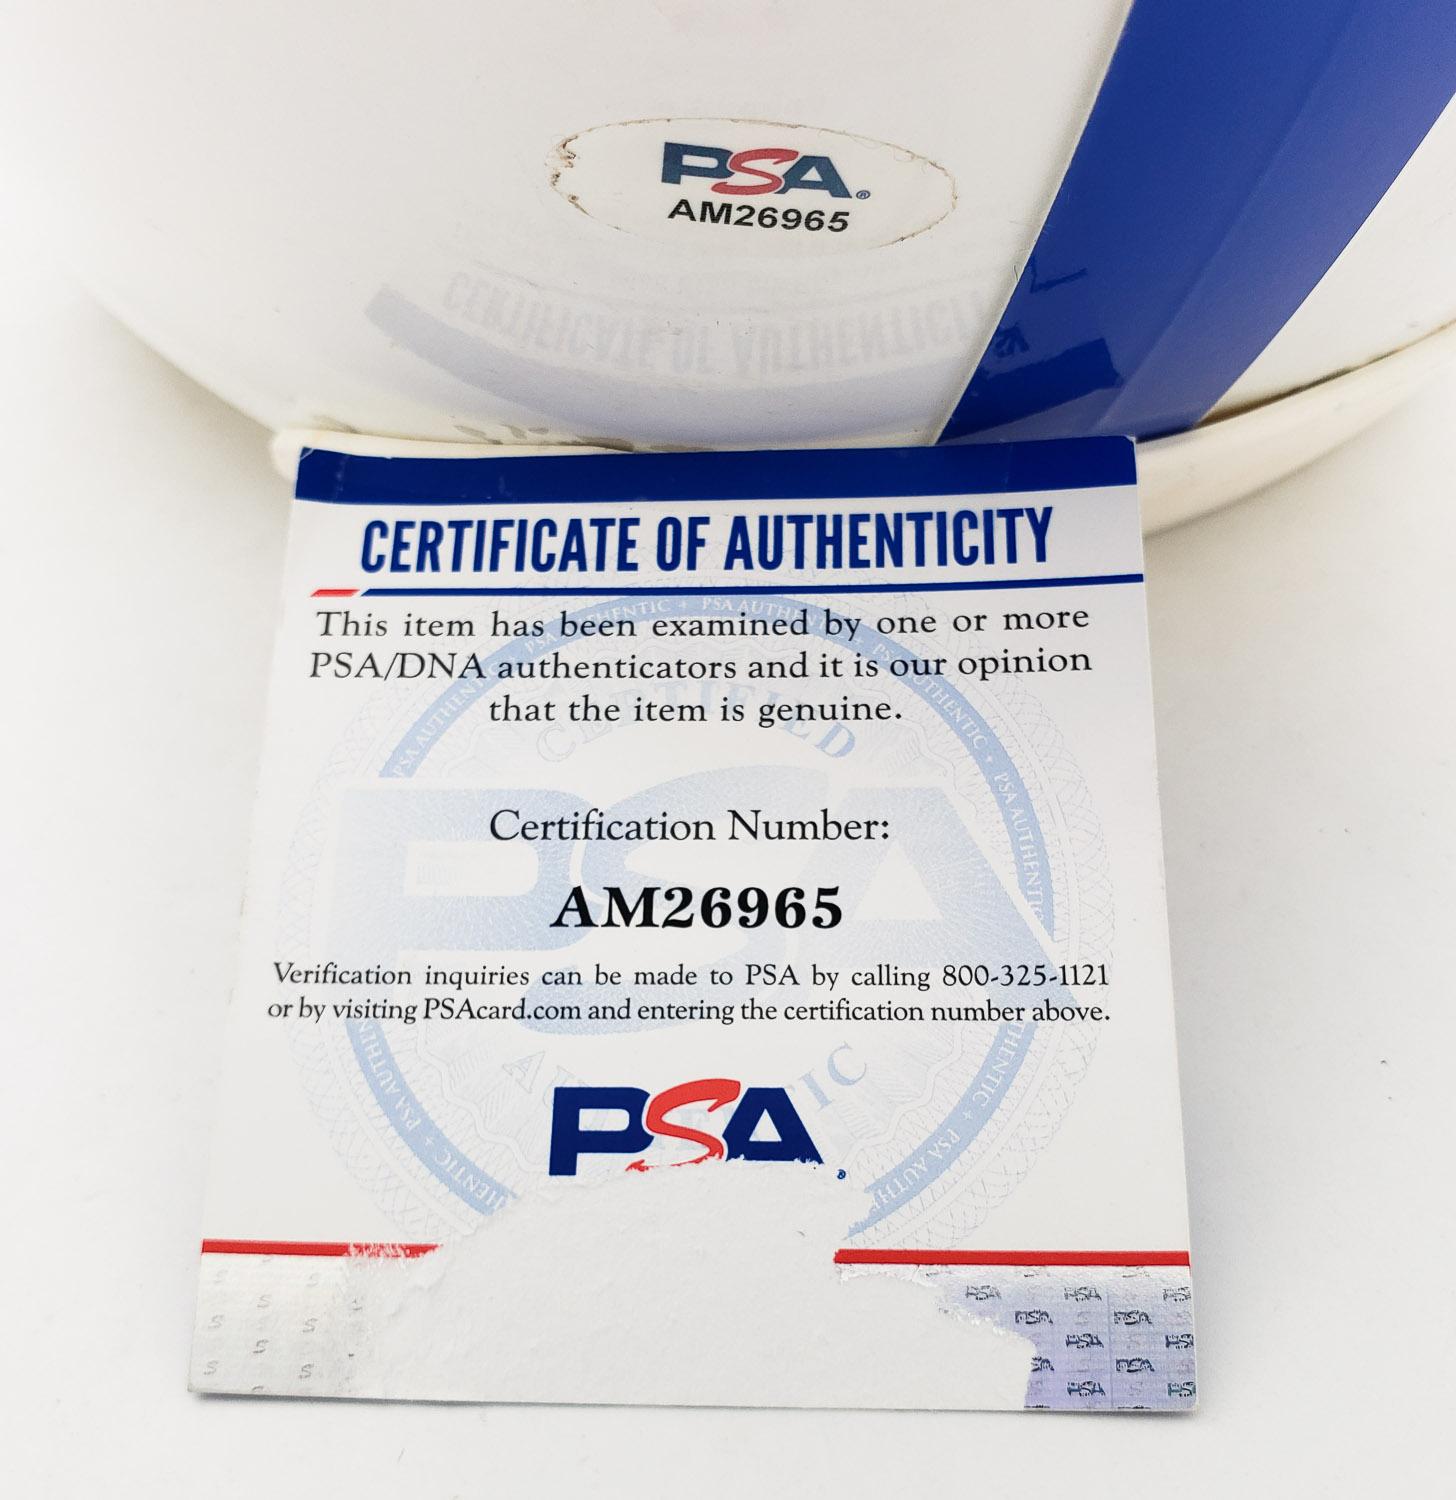 PSA®
AM26965
CERTIFICATE OF AUTHENTICITY
This item has been examined by one or more
PSA/DNA authenticators and it is our opinion
that the item is genuine.
CERTIFIED
PSA
Certification Number:
AM26965
Verification inquiries can be made to PSA by calling 800-325-1121
or by visiting PSAcard.com and entering the certification number above.
PSA